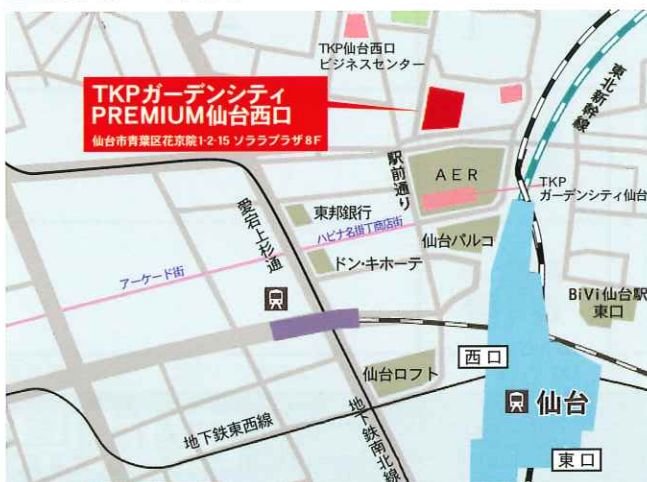 TKP仙台西口
ビジネスセンター
TKPガーデンシティ
PREMIUM仙台西口
仙台市青葉区花京院1-2-15 ソララプラザ8F
東北新幹線
駅前通り
AER
TKP
ガーデンシティ仙台
愛宕上杉通
東邦銀行
ハピナ名掛丁商店街
仙台パルコ
ドン・キホーテ
アーケード街
BiVi仙台駅
東口
西口
仙台ロフト
仙台
地下鉄東西線
地下鉄南北線
東口